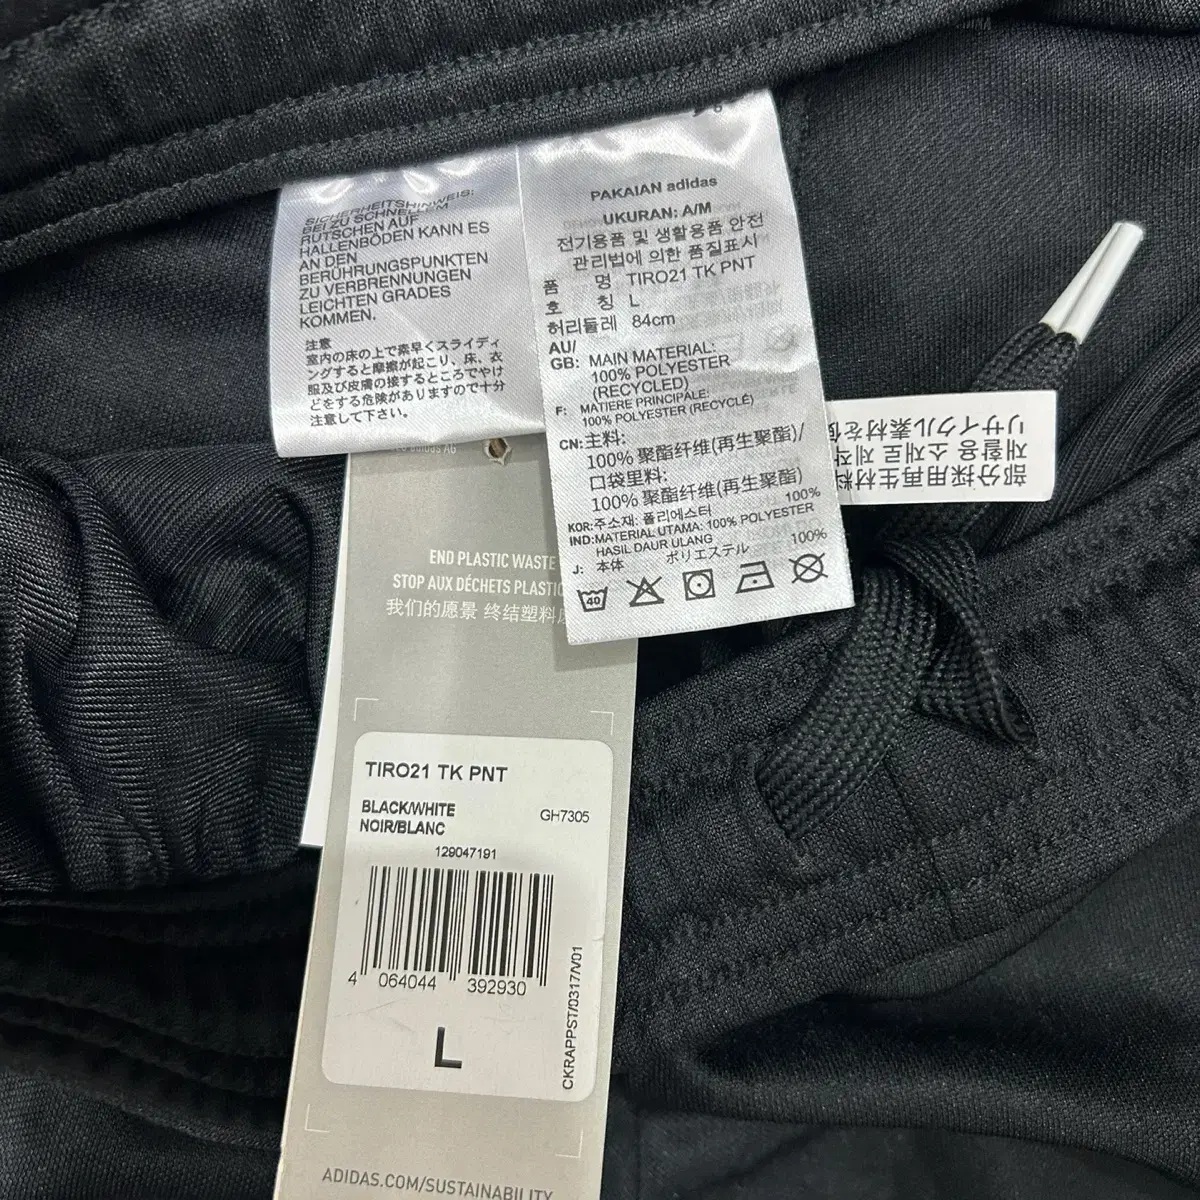 SICHERHEITSHINWEIS:
BEI ZU SCHNELLEM
RUTSCHEN AUF
HALLENBÖDEN KANN ES
AN DEN
BERÜHRUNGSPUNKTEN
ZU VERBRENNUNGEN
LEICHTEN GRADES
KOMMEN.
注意
室内の床の上で素早くスライディ
ングすると摩擦が起こり、床、衣
服及び皮膚の接するところでやけ
どをする危険がありますので十分
注意して下さい。
PAKAIAN adidas
UKURAN: A/M
전기용품 및 생활용품 안전
관리법에 의한 품질표시
품 명 TIRO21 TK PNT
호 칭 L
허리둘레 84cm
AU/
GB: MAIN MATERIAL:
100% POLYESTER
(RECYCLED)
F: MATIERE PRINCIPALE:
100% POLYESTER (RECYCLÉ)
CN: 主料:
100% 聚酯纤维(再生聚酯)/
口袋里料:
100% 聚酯纤维(再生聚酯)
KOR: 주소재: 폴리에스터 100%
IND: MATERIAL UTAMA: 100% POLYESTER
HASIL DAUR ULANG
J: 本体 ポリエステル 100%
40
部分採用再生材料
재활용 소재로 제작
リサイクル素材を
adidas AG
END PLASTIC WASTE
STOP AUX DÉCHETS PLASTIC
我们的愿景 终结塑料
TIRO21 TK PNT
BLACK/WHITE
NOIR/BLANC
GH7305
129047191
4 064044 392930
L
CKRAPPST/0317/V01
ADIDAS.COM/SUSTAINABILITY